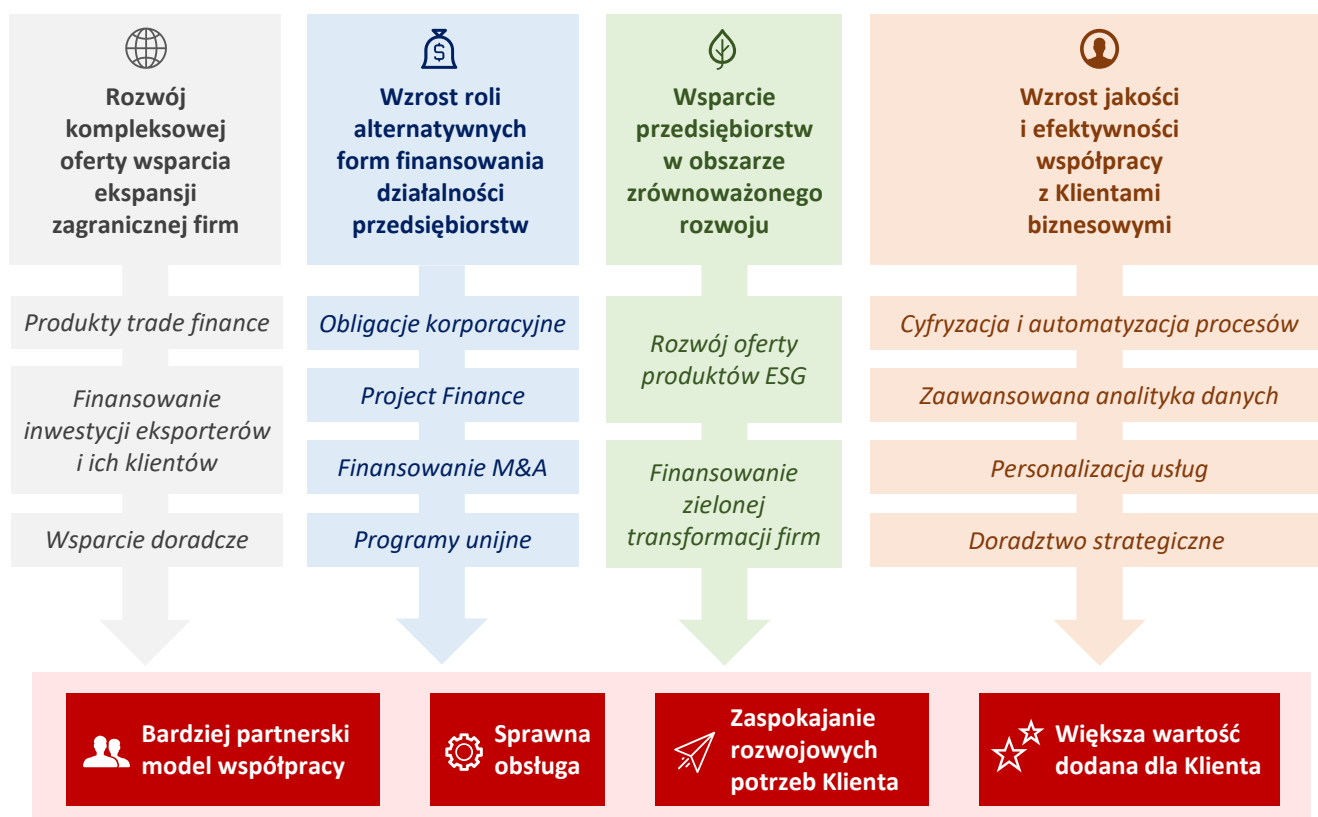 Rozwój
kompleksowej
oferty wsparcia
ekspansji
zagranicznej firm
Produkty trade finance
Finansowanie
inwestycji eksporterów
i ich klientów
Wsparcie doradcze
Wzrost roli
alternatywnych
form finansowania
działalności
przedsiębiorstw
Obligacje korporacyjne
Project Finance
Finansowanie M&A
Programy unijne
Wsparcie
przedsiębiorstw
w obszarze
zrównoważonego
rozwoju
Rozwój oferty
produktów ESG
Finansowanie
zielonej
transformacji firm
Wzrost jakości
i efektywności
współpracy
z Klientami
biznesowymi
Cyfryzacja i automatyzacja procesów
Zaawansowana analityka danych
Personalizacja usług
Doradztwo strategiczne
Bardziej partnerski
model współpracy
Sprawna
obsługa
Zaspokajanie
rozwojowych
potrzeb Klienta
Większa wartość
dodana dla Klienta